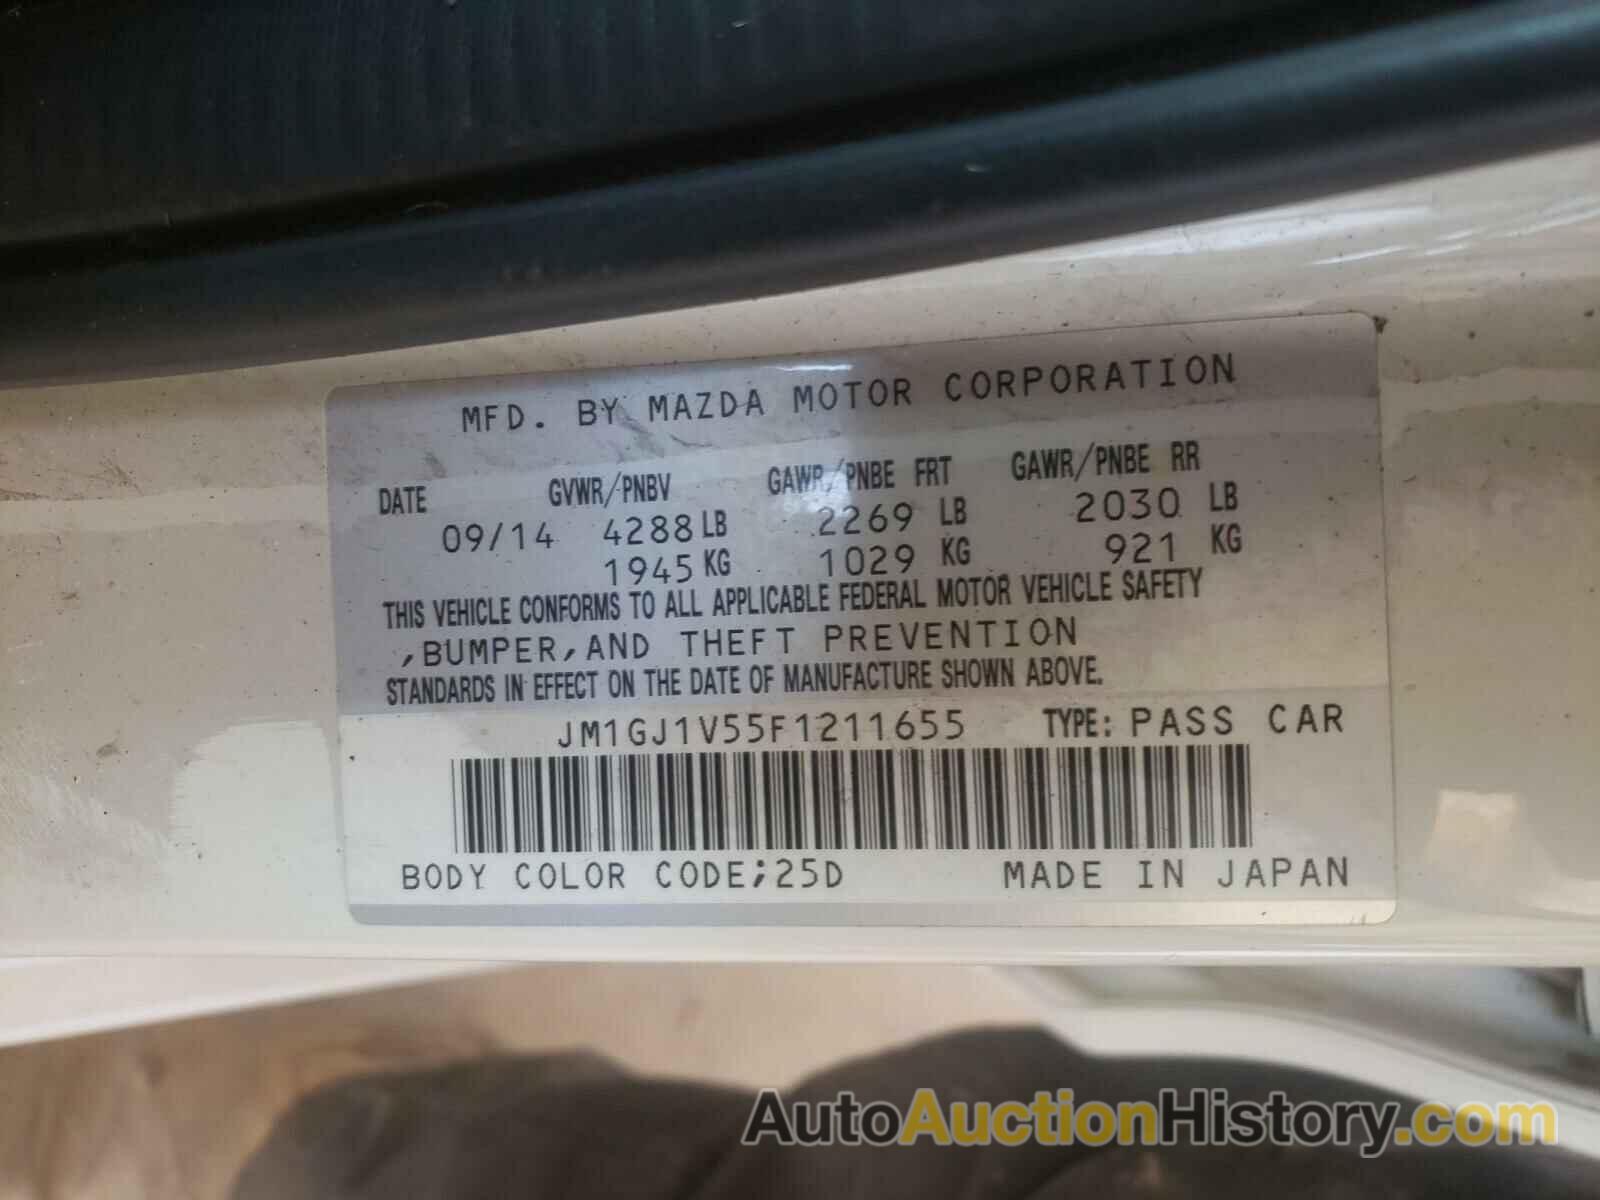 MFD. BY MAZDA MOTOR CORPORATION
DATE GVWR/PNBV GAWR/PNBE FRT GAWR/PNBE RR
09/14 4288 LB 2269 LB 2030 LB
1945 KG 1029 KG 921 KG
THIS VEHICLE CONFORMS TO ALL APPLICABLE FEDERAL MOTOR VEHICLE SAFETY
,BUMPER,AND THEFT PREVENTION
STANDARDS IN EFFECT ON THE DATE OF MANUFACTURE SHOWN ABOVE.
JM1GJ1V55F1211655 TYPE: PASS CAR
BODY COLOR CODE;25D MADE IN JAPAN
AutoAuctionHistory.com